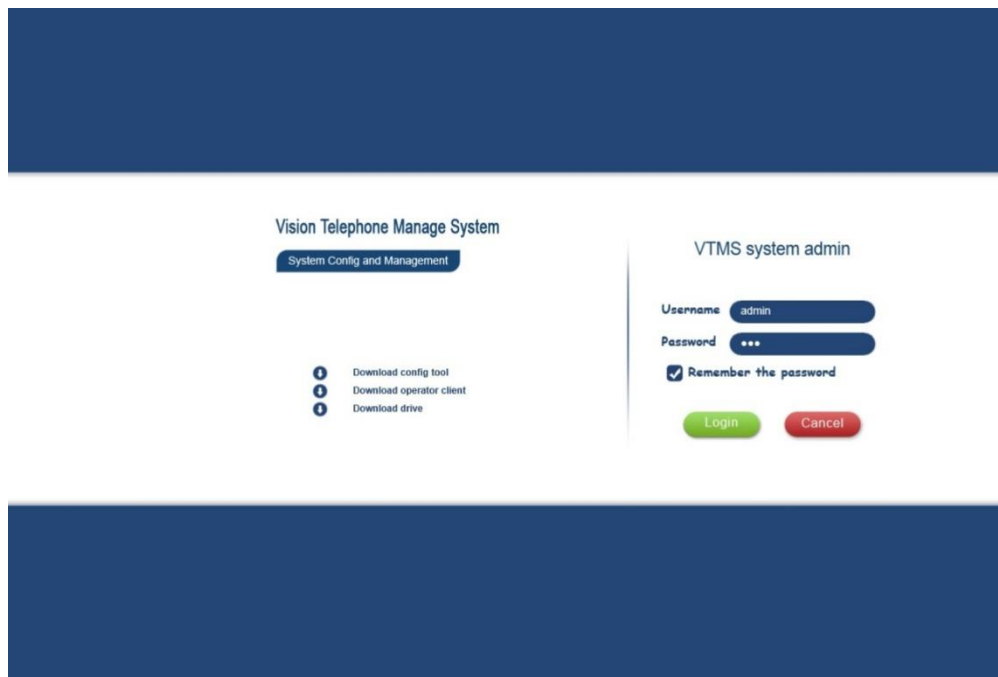 Vision Telephone Manage System
System Config and Management
Download config tool
Download operator client
Download drive
VTMS system admin
Username admin
Password •••
Remember the password
Login Cancel